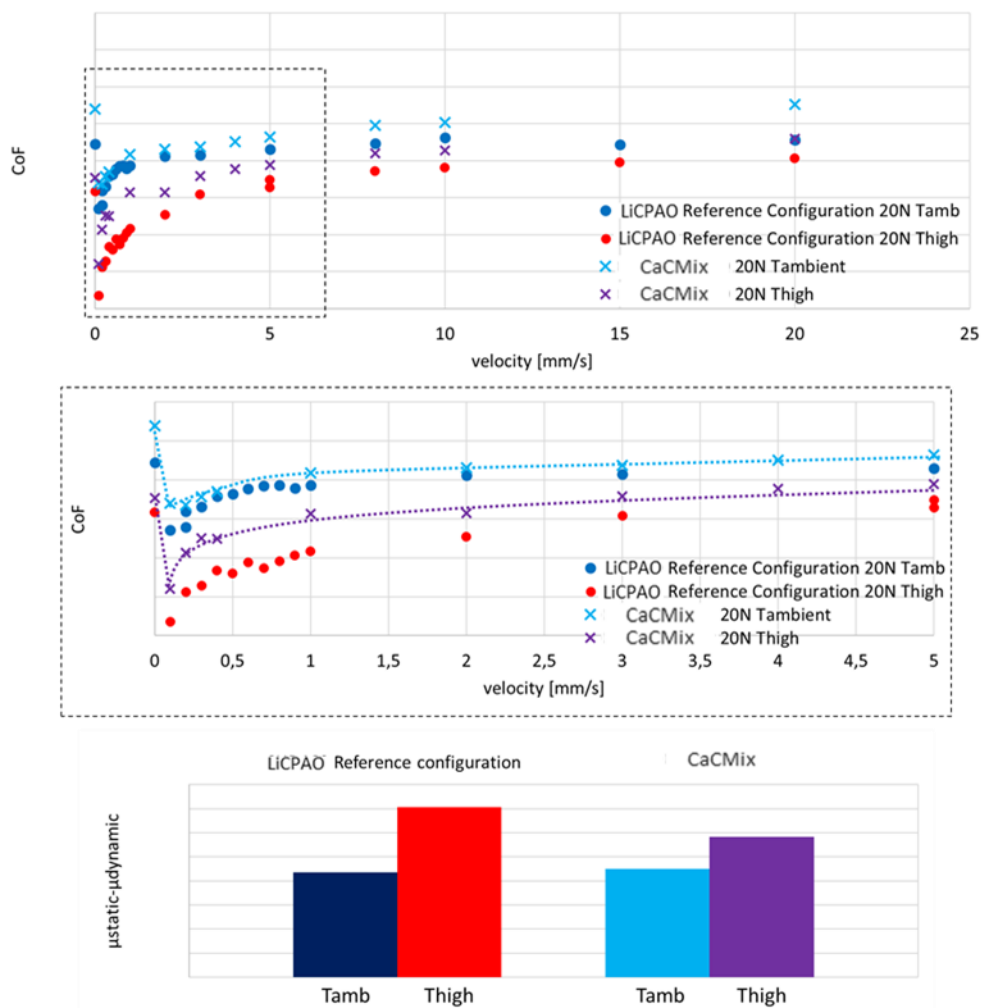 CoF
LiCPAO Reference Configuration 20N Tamb
LiCPAO Reference Configuration 20N Thigh
CaCMix 20N Tambient
CaCMix 20N Thigh
0 5 10 15 20 25
velocity [mm/s]
CoF
LiCPAO Reference Configuration 20N Tamb
LiCPAO Reference Configuration 20N Thigh
CaCMix 20N Tambient
CaCMix 20N Thigh
0 0,5 1 1,5 2 2,5 3 3,5 4 4,5 5
velocity [mm/s]
LiCPAO Reference configuration CaCMix
μstatic-μdynamic
Tamb Thigh Tamb Thigh